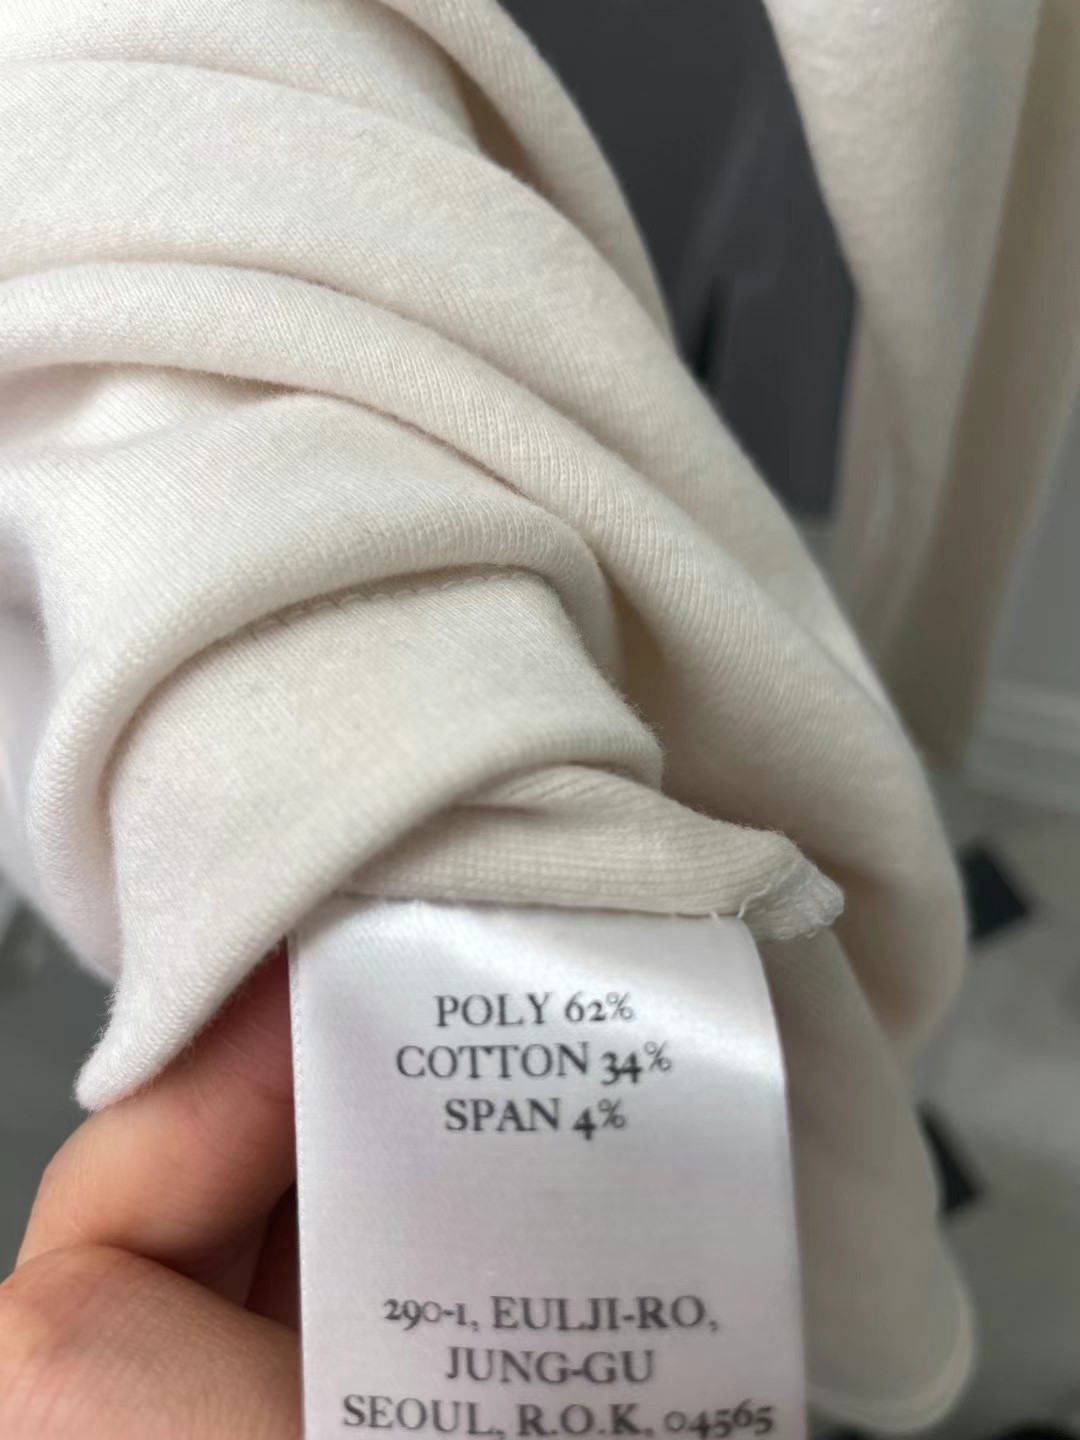 POLY 62%
COTTON 34%
SPAN 4%
290-1, EULJI-RO,
JUNG-GU
SEOUL, R.O.K, 04565